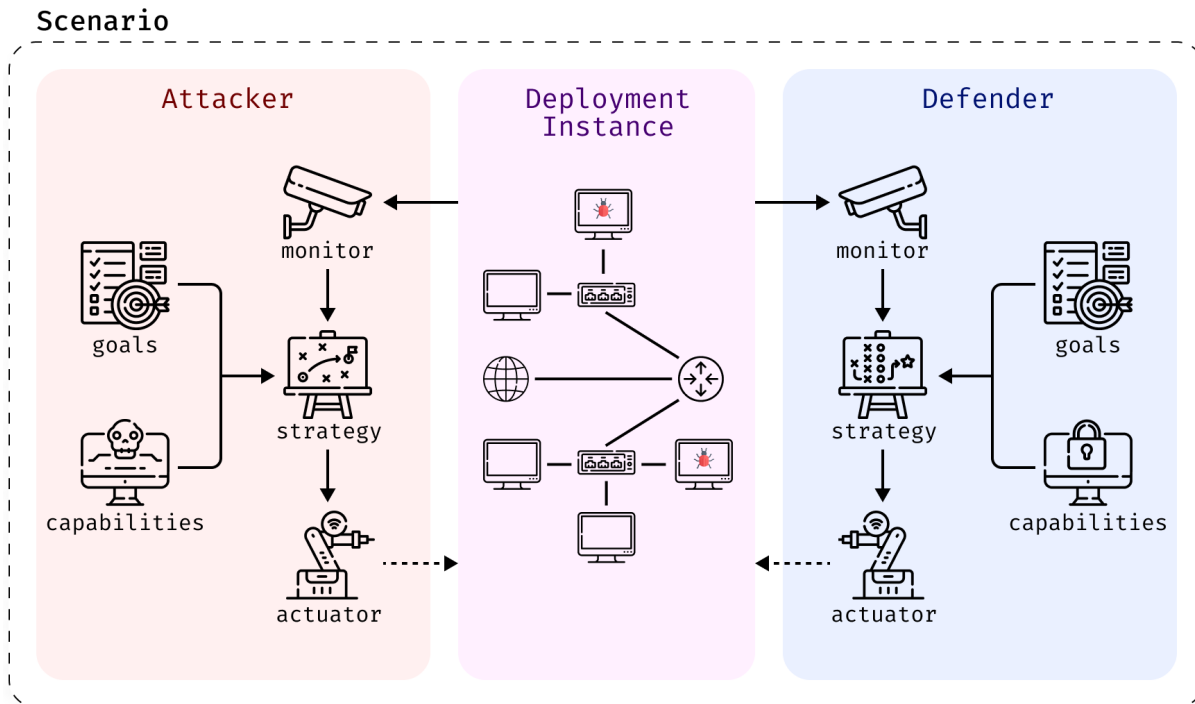 Scenario
Attacker
monitor
goals
strategy
capabilities
actuator
Deployment
Instance
Defender
monitor
goals
strategy
capabilities
actuator